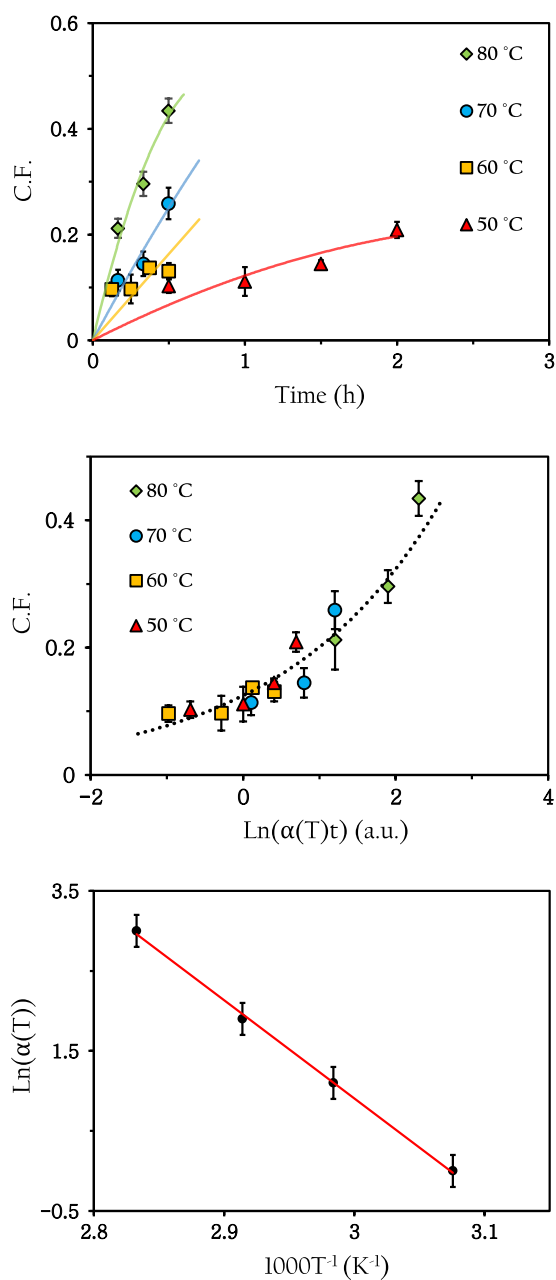 0.6
80 °C
70 °C
0.4
60 °C
C.F.
0.2
50 °C
0
0
1
2
3
Time (h)
80 °C
0.4
70 °C
60 °C
C.F.
50 °C
0.2
0
−2
0
2
4
Ln(α(T)t) (a.u.)
3.5
Ln(α(T))
1.5
−0.5
2.8
2.9
3
3.1
1000T⁻¹ (K⁻¹)